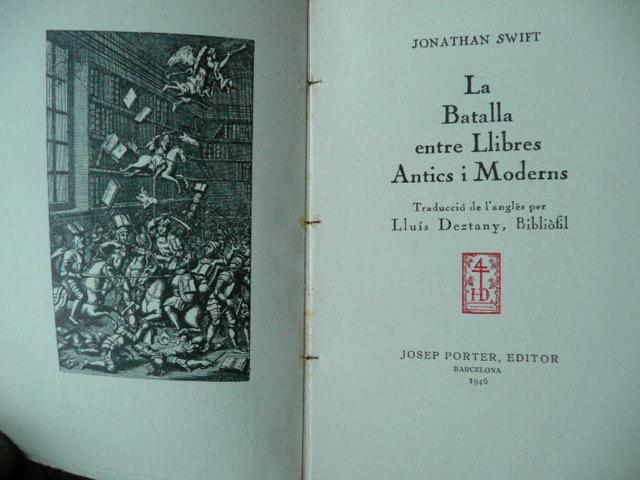 JONATHAN SWIFT
La
Batalla
entre Llibres
Antics i Moderns
Traducció de l'anglès per
Lluís Deztany, Bibliòfil
HD
JOSEP PORTER, EDITOR
BARCELONA
1946